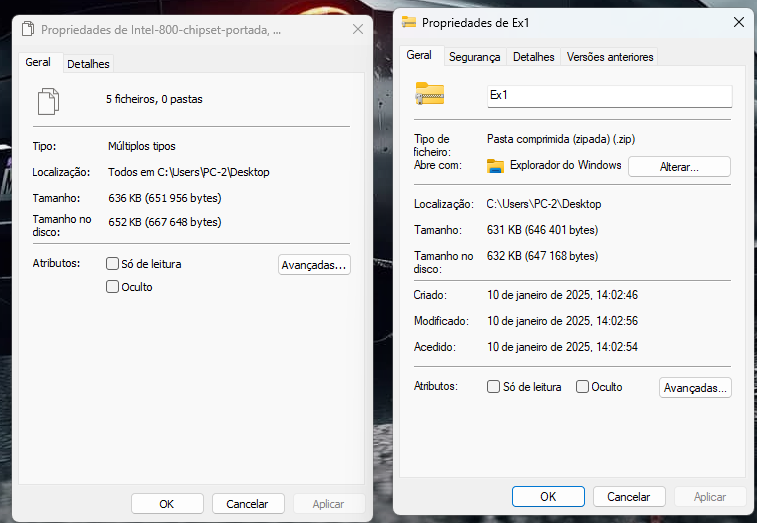 Propriedades de Intel-800-chipset-portada, ...
Geral
Detalhes
5 ficheiros, 0 pastas
Tipo:
Múltiplos tipos
Localização:
Todos em C:\Users\PC-2\Desktop
Tamanho:
636 KB (651 956 bytes)
Tamanho no
disco:
652 KB (667 648 bytes)
Atributos:
Só de leitura
Avançadas...
Oculto
OK
Cancelar
Aplicar
Propriedades de Ex1
Geral
Segurança
Detalhes
Versões anteriores
Ex1
Tipo de
ficheiro:
Pasta comprimida (zipada) (.zip)
Abre com:
Explorador do Windows
Alterar...
Localização:
C:\Users\PC-2\Desktop
Tamanho:
631 KB (646 401 bytes)
Tamanho no
disco:
632 KB (647 168 bytes)
Criado:
10 de janeiro de 2025, 14:02:46
Modificado:
10 de janeiro de 2025, 14:02:56
Acedido:
10 de janeiro de 2025, 14:02:54
Atributos:
Só de leitura
Oculto
Avançadas...
OK
Cancelar
Aplicar